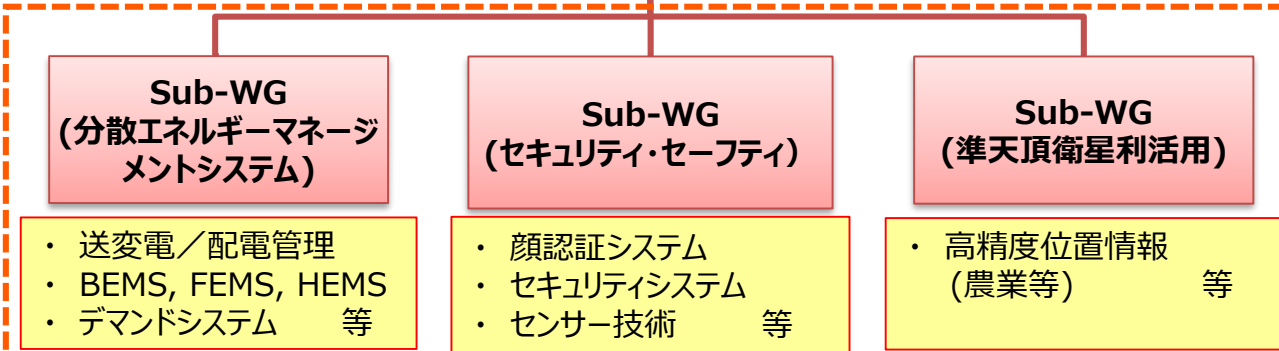 Sub-WG
(分散エネルギーマネージ
メントシステム)
・ 送変電／配電管理
・ BEMS, FEMS, HEMS
・ デマンドシステム 等
Sub-WG
(セキュリティ・セーフティ）
・ 顔認証システム
・ セキュリティシステム
・ センサー技術 等
Sub-WG
(準天頂衛星利活用)
・ 高精度位置情報
(農業等) 等